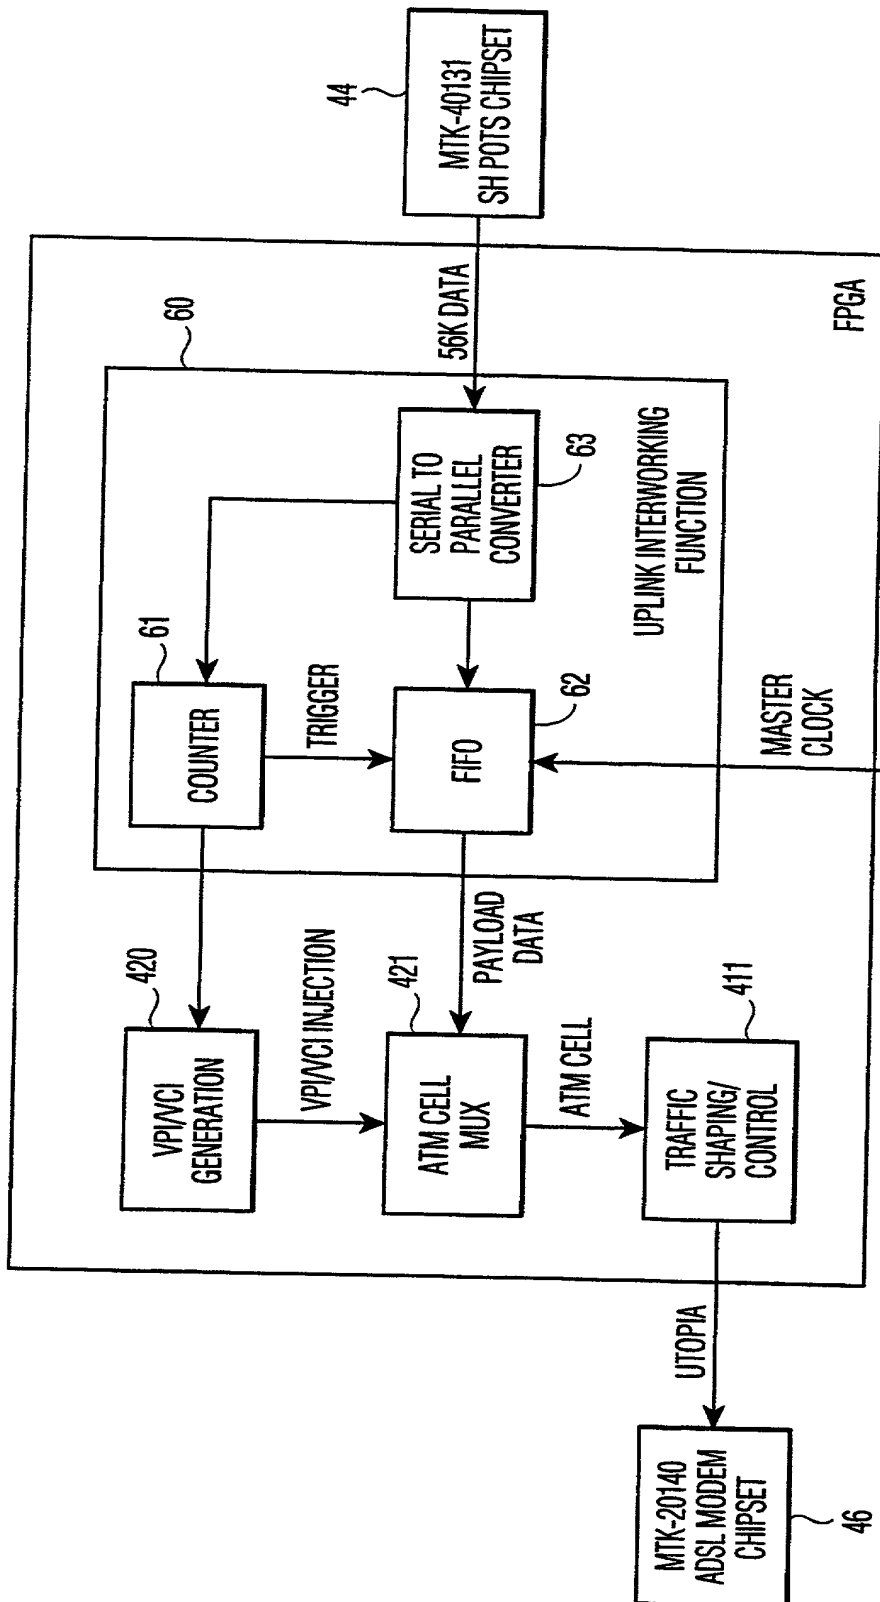 MTK-40131
SH POTS CHIPSET
44
56K DATA
FPGA
60
SERIAL TO
PARALLEL
CONVERTER
63
UPLINK INTERWORKING
FUNCTION
COUNTER
61
TRIGGER
FIFO
62
MASTER
CLOCK
VPI/VCI
GENERATION
420
VPI/VCI INJECTION
PAYLOAD
DATA
ATM CELL
MUX
421
ATM CELL
TRAFFIC
SHAPING/
CONTROL
411
UTOPIA
MTK-20140
ADSL MODEM
CHIPSET
46